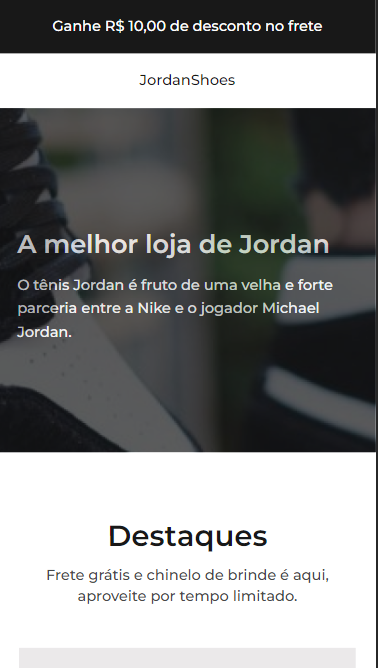 Ganhe R$ 10,00 de desconto no frete
JordanShoes
A melhor loja de Jordan
O tênis Jordan é fruto de uma velha e forte
parceria entre a Nike e o jogador Michael
Jordan.
Destaques
Frete grátis e chinelo de brinde é aqui,
aproveite por tempo limitado.